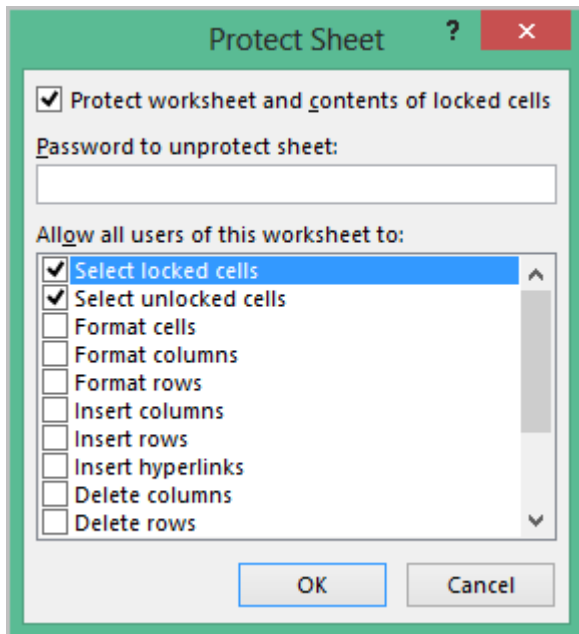 Protect Sheet ?
Protect worksheet and contents of locked cells
Password to unprotect sheet:
Allow all users of this worksheet to:
Select locked cells
Select unlocked cells
Format cells
Format columns
Format rows
Insert columns
Insert rows
Insert hyperlinks
Delete columns
Delete rows
OK Cancel